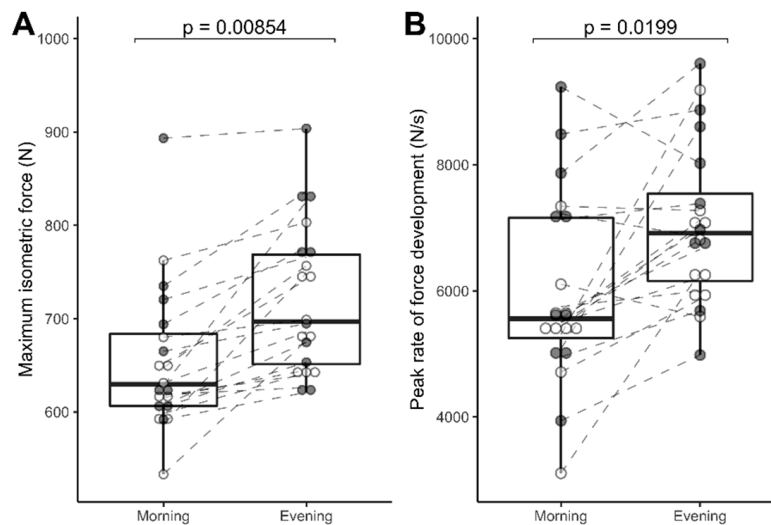 A
p = 0.00854
Maximum isometric force (N)
1000
900
800
700
600
500
Morning
Evening
B
p = 0.0199
Peak rate of force development (N/s)
10000
8000
6000
4000
Morning
Evening